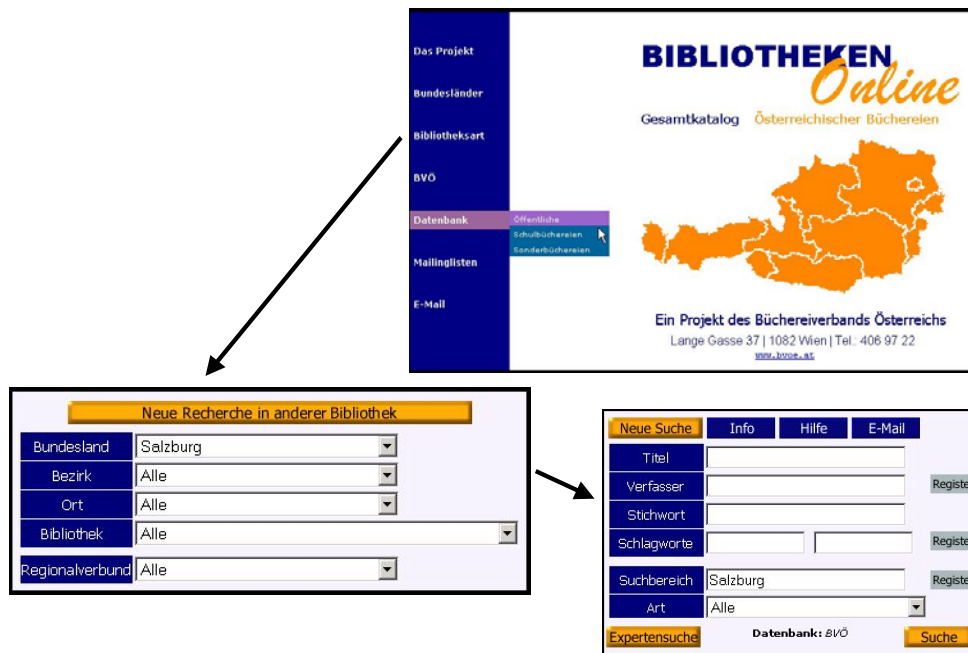 Das Projekt
Bundesländer
Bibliotheksart
BVÖ
Datenbank
Öffentliche
Schulbüchereien
Sonderbüchereien
Mailinglisten
E-Mail
BIBLIOTHEKEN
Online
Gesamtkatalog Österreichischer Büchereien
Ein Projekt des Büchereiverbands Österreichs
Lange Gasse 37 | 1082 Wien | Tel.: 406 97 22
www.bvoe.at
Neue Recherche in anderer Bibliothek
Bundesland Salzburg
Bezirk Alle
Ort Alle
Bibliothek Alle
Regionalverbund Alle
Neue Suche Info Hilfe E-Mail
Titel
Verfasser Registe
Stichwort
Schlagworte Registe
Suchbereich Salzburg Registe
Art Alle
Expertensuche Datenbank: BVÖ Suche